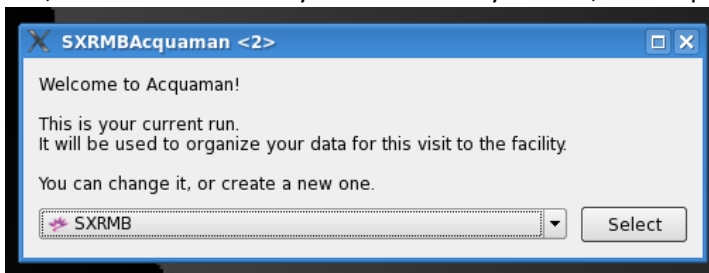 SXRMBAcquaman <2>
Welcome to Acquaman!
This is your current run.
It will be used to organize your data for this visit to the facility.
You can change it, or create a new one.
SXRMB
Select